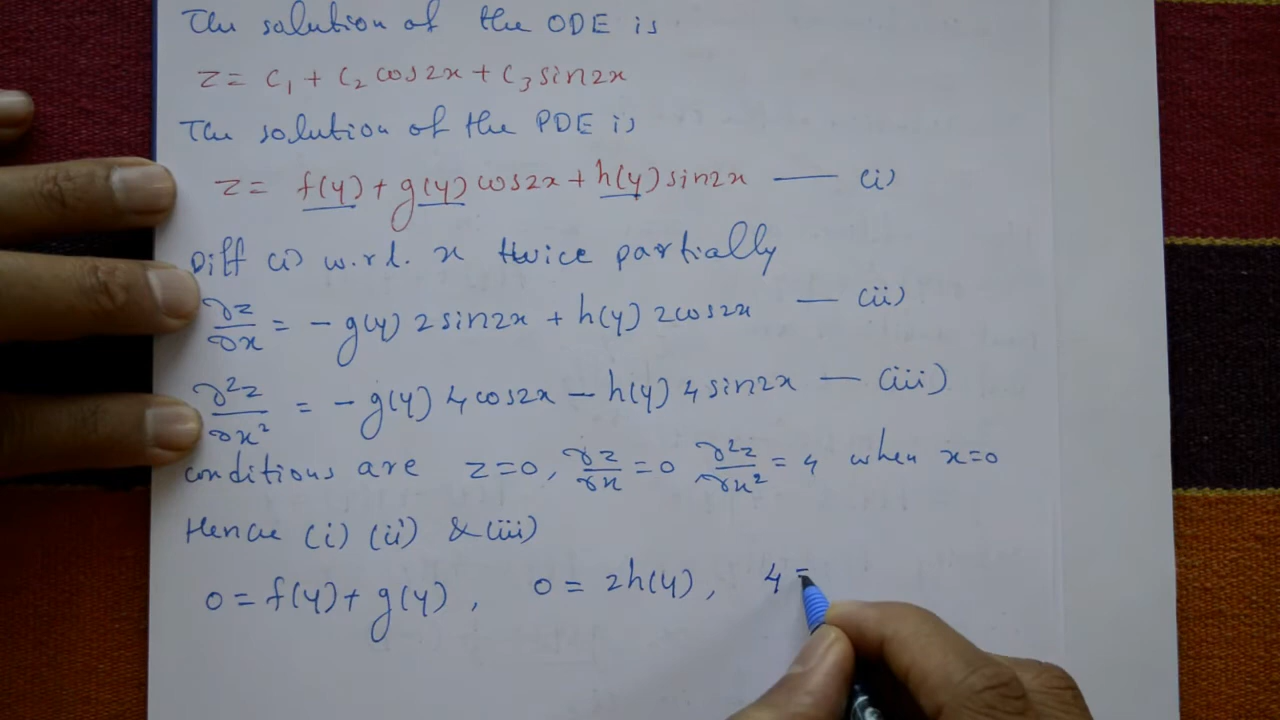 The solution of the ODE is
z = c₁ + c₂ cos2x + c₃ sin2x
The solution of the PDE is
z = f(y) + g(y) cos2x + h(y) sin2x — (i)
Diff (i) w.r.t. x twice partially
∂z/∂x = - g(y) 2 sin2x + h(y) 2cos2x — (ii)
∂²z/∂x² = - g(y) 4 cos2x - h(y) 4 sin2x — (iii)
conditions are z=0, ∂z/∂x = 0 ∂²z/∂x² = 4 when x=0
Hence (i) (ii) & (iii)
0 = f(y) + g(y), 0 = 2h(y), 4 =